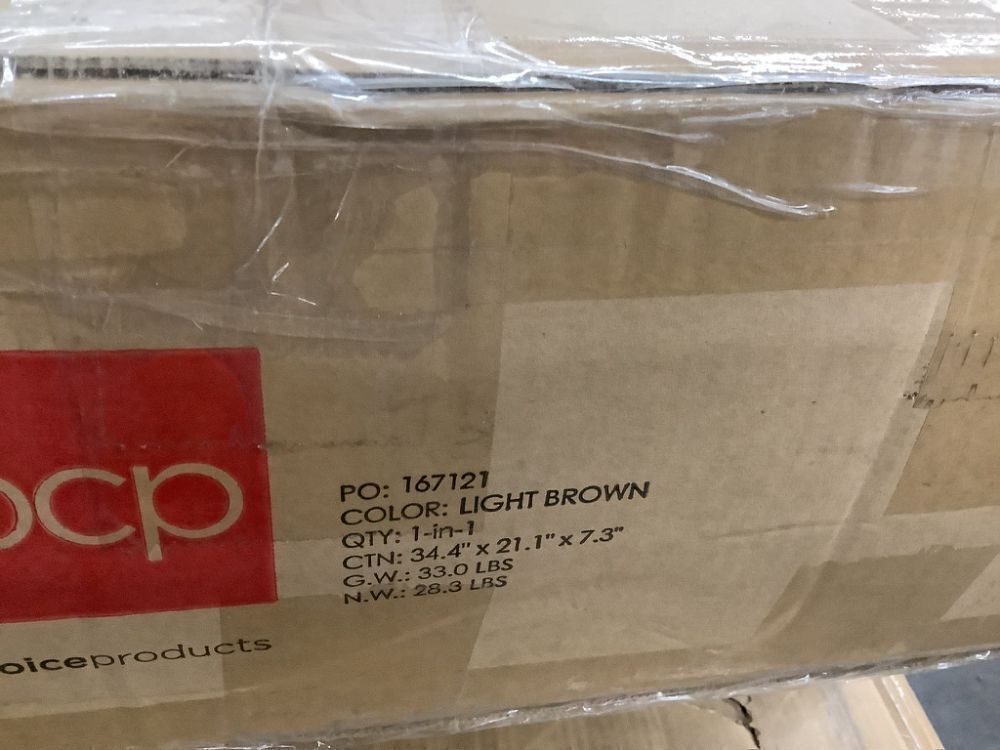 bcp
PO: 167121
COLOR: LIGHT BROWN
QTY: 1-in-1
CTN: 34.4" x 21.1" x 7.3"
G.W.: 33.0 LBS
N.W.: 28.3 LBS
oiceproducts